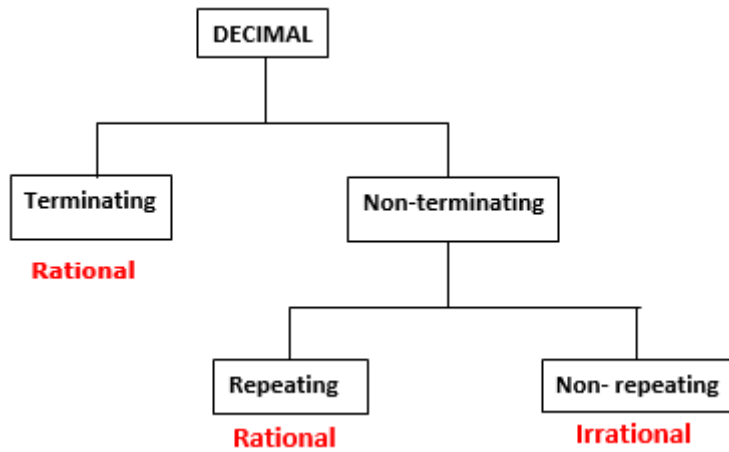 DECIMAL
Terminating
Non-terminating
Rational
Repeating
Non- repeating
Rational
Irrational